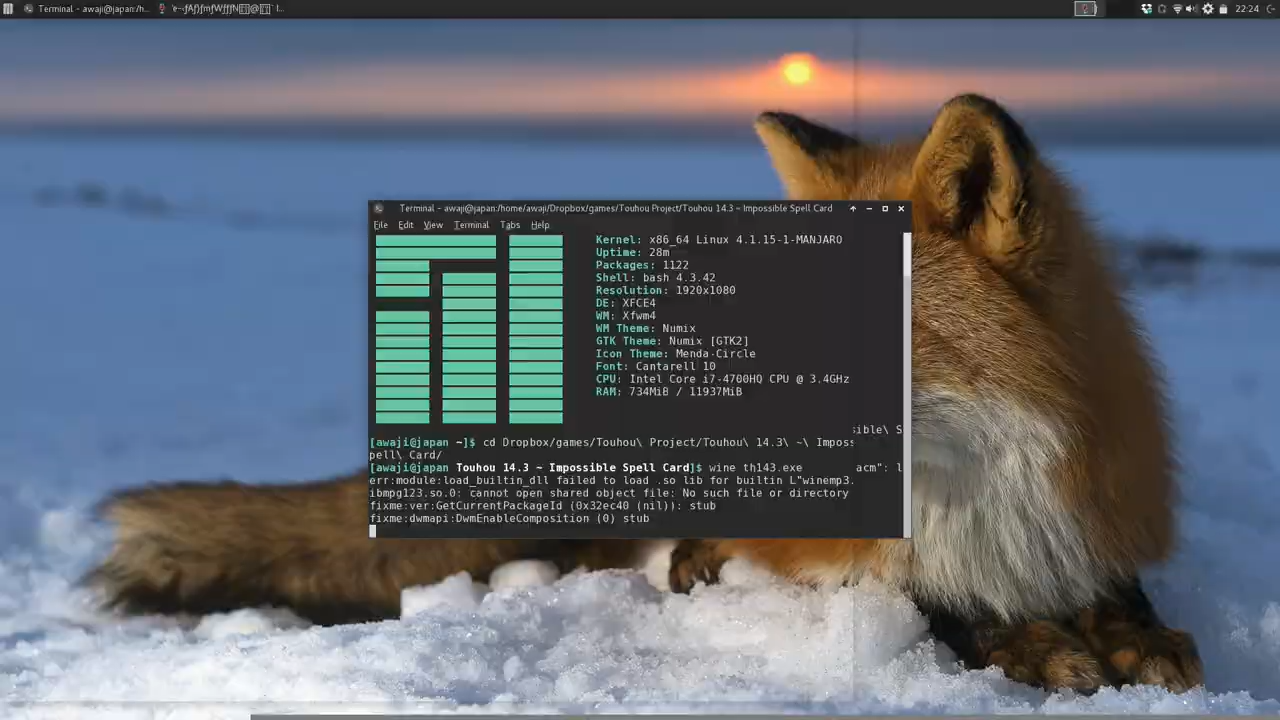 Terminal - awaji@japan:/h...
22:24
Terminal - awaji@japan:/home/awaji/Dropbox/games/Touhou Project/Touhou 14.3 ~ Impossible Spell Card
File Edit View Terminal Tabs Help
Kernel: x86_64 Linux 4.1.15-1-MANJARO
Uptime: 28m
Packages: 1122
Shell: bash 4.3.42
Resolution: 1920x1080
DE: XFCE4
WM: Xfwm4
WM Theme: Numix
GTK Theme: Numix [GTK2]
Icon Theme: Menda-Circle
Font: Cantarell 10
CPU: Intel Core i7-4700HQ CPU @ 3.4GHz
RAM: 734MiB / 11937MiB
ible\ S
[awaji@japan ~]$ cd Dropbox/games/Touhou\ Project/Touhou\ 14.3\ ~\ Imposs
pell\ Card/
[awaji@japan Touhou 14.3 ~ Impossible Spell Card]$ wine th143.exe
acm": l
err:module:load_builtin_dll failed to load .so lib for builtin L"winemp3.
ibmpg123.so.0: cannot open shared object file: No such file or directory
fixme:ver:GetCurrentPackageId (0x32ec40 (nil)): stub
fixme:dwmapi:DwmEnableComposition (0) stub